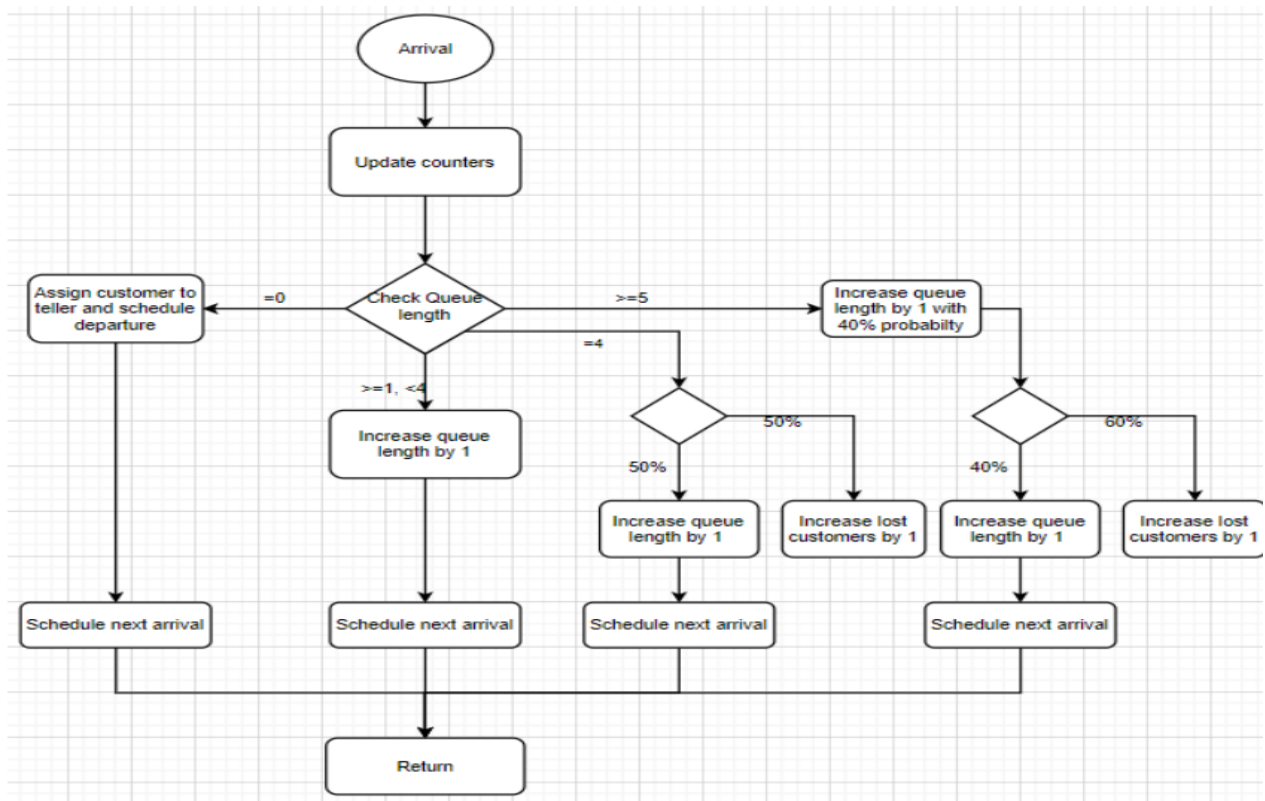 Arrival
Update counters
Check Queue
length
=0
>=5
=4
>=1, <4
Assign customer to
teller and schedule
departure
Increase queue
length by 1 with
40% probabilty
Increase queue
length by 1
50%
50%
40%
60%
Increase queue
length by 1
Increase lost
customers by 1
Increase queue
length by 1
Increase lost
customers by 1
Schedule next arrival
Schedule next arrival
Schedule next arrival
Schedule next arrival
Return